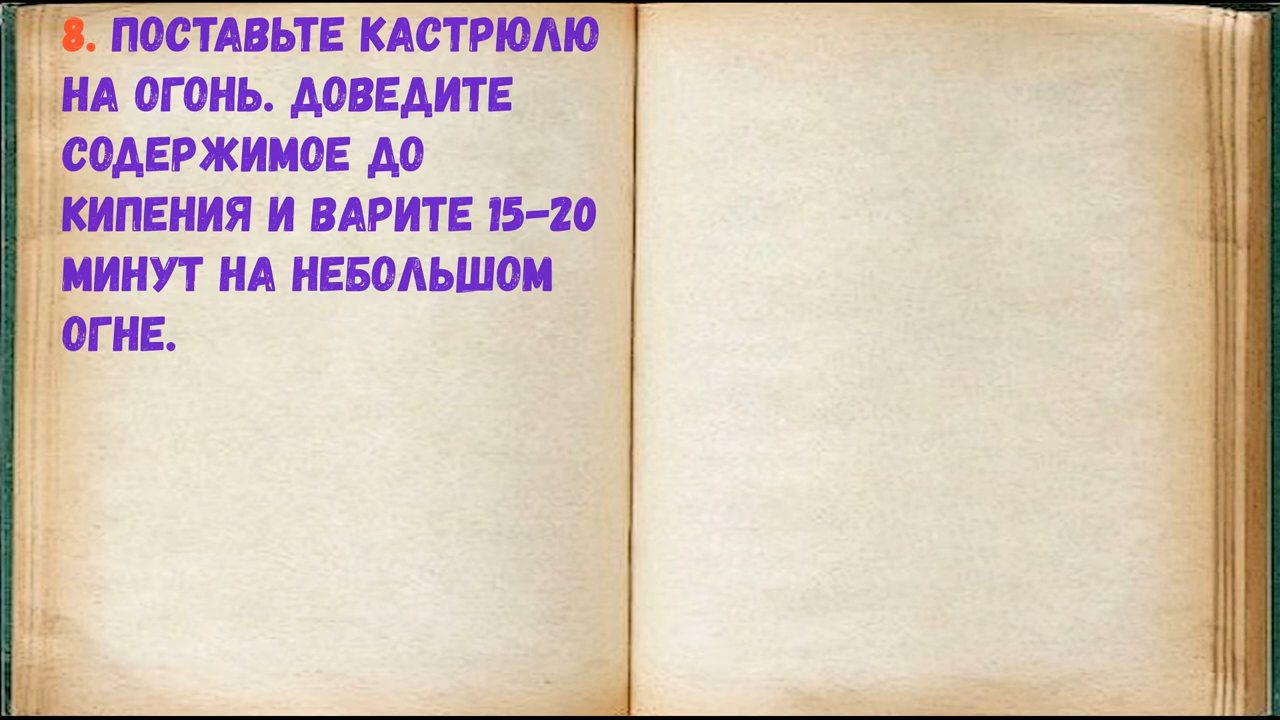 8. ПОСТАВЬТЕ КАСТРЮЛЮ
НА ОГОНЬ. ДОВЕДИТЕ
СОДЕРЖИМОЕ ДО
КИПЕНИЯ И ВАРИТЕ 15-20
МИНУТ НА НЕБОЛЬШОМ
ОГНЕ.